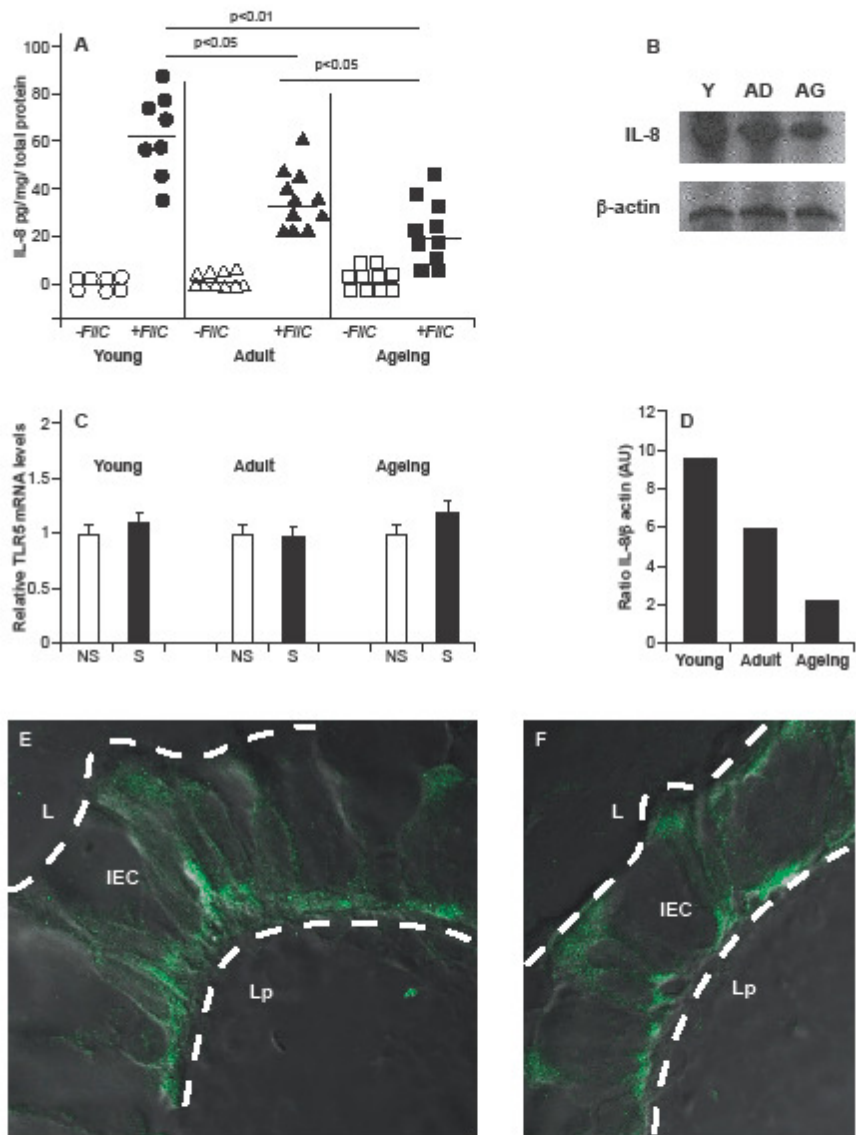 p<0.01
A
p<0.05
p<0.05
IL-8 pg/mg/ total protein
100
80
60
40
20
0
-FliC +FliC -FliC +FliC -FliC +FliC
Young Adult Ageing
B
Y AD AG
IL-8
β-actin
C
Relative TLR5 mRNA levels
2
1.5
1
0.5
0
Young Adult Ageing
NS S NS S NS S
D
Ratio IL-8/β actin (AU)
12
10
8
6
4
2
0
Young Adult Ageing
E
L
IEC
Lp
F
L
IEC
Lp